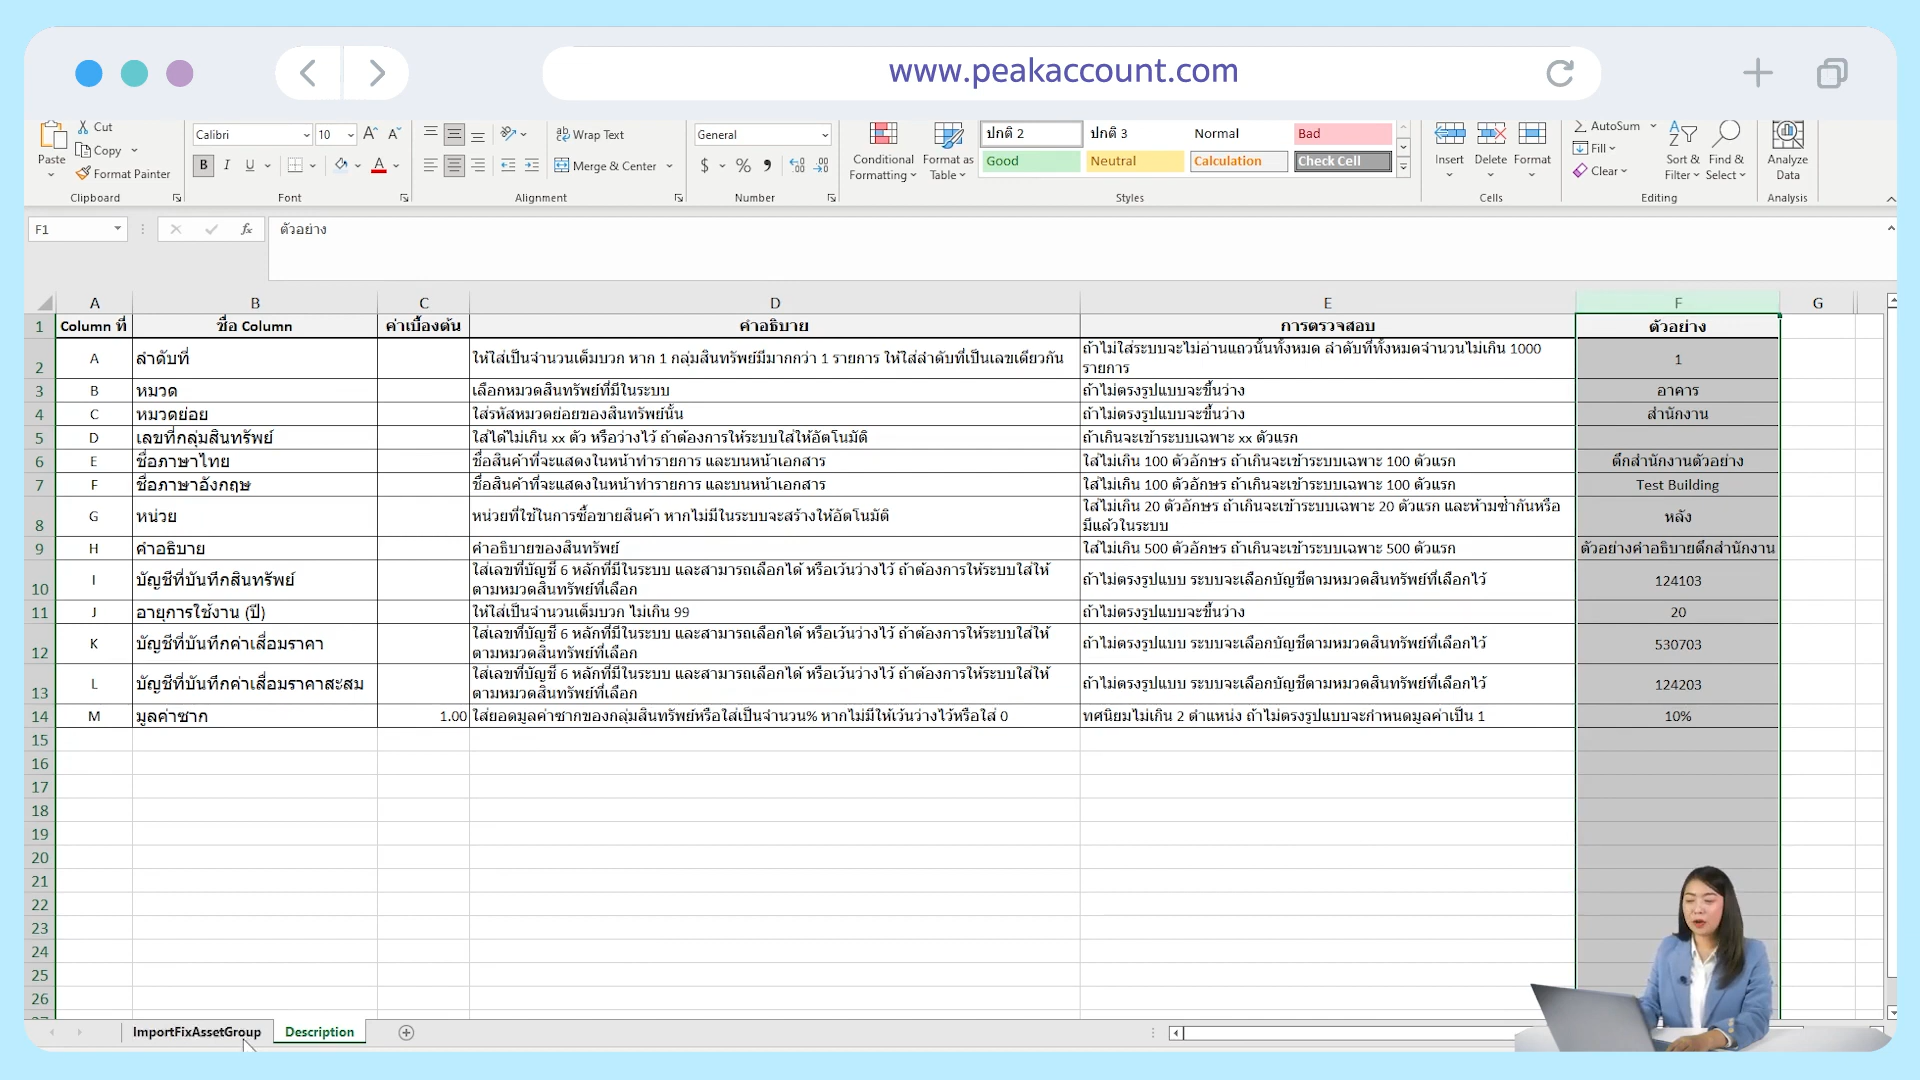 www.peakaccount.com
Cut
Copy
Format Painter
Paste
Clipboard
Calibri 10 A^ A˅
B I U A
Font
Wrap Text
Merge & Center
Alignment
General
$ %
Number
Conditional Formatting
Format as Table
ปกติ 2 ปกติ 3 Normal Bad
Good Neutral Calculation Check Cell
Styles
Insert Delete Format
Cells
AutoSum
Fill
Clear
Sort & Filter
Find & Select
Editing
Analyze Data
Analysis
F1 fx ตัวอย่าง
A B C D E F G
1 Column ที่ ชื่อ Column ค่าเบื้องต้น คำอธิบาย การตรวจสอบ ตัวอย่าง
2 A ลำดับที่ ให้ใส่เป็นจำนวนเต็มบวก หาก 1 กลุ่มสินทรัพย์มีมากกว่า 1 รายการ ให้ใส่ลำดับที่เป็นเลขเดียวกัน ถ้าไม่ใส่ระบบจะไม่อ่านแถวนั้นทั้งหมด ลำดับที่ทั้งหมดจำนวนไม่เกิน 1000 รายการ 1
3 B หมวด เลือกหมวดสินทรัพย์ที่มีในระบบ ถ้าไม่ตรงรูปแบบจะขึ้นว่าง อาคาร
4 C หมวดย่อย ใส่รหัสหมวดย่อยของสินทรัพย์นั้น ถ้าไม่ตรงรูปแบบจะขึ้นว่าง สำนักงาน
5 D เลขที่กลุ่มสินทรัพย์ ใส่ได้ไม่เกิน xx ตัว หรือว่างไว้ ถ้าต้องการให้ระบบใส่ให้อัตโนมัติ ถ้าเกินจะเข้าระบบเฉพาะ xx ตัวแรก
6 E ชื่อภาษาไทย ชื่อสินค้าที่จะแสดงในหน้าทำรายการ และบนหน้าเอกสาร ใส่ไม่เกิน 100 ตัวอักษร ถ้าเกินจะเข้าระบบเฉพาะ 100 ตัวแรก ตึกสำนักงานตัวอย่าง
7 F ชื่อภาษาอังกฤษ ชื่อสินค้าที่จะแสดงในหน้าทำรายการ และบนหน้าเอกสาร ใส่ไม่เกิน 100 ตัวอักษร ถ้าเกินจะเข้าระบบเฉพาะ 100 ตัวแรก Test Building
8 G หน่วย หน่วยที่ใช้ในการซื้อขายสินค้า หากไม่มีในระบบจะสร้างให้อัตโนมัติ ใส่ไม่เกิน 20 ตัวอักษร ถ้าเกินจะเข้าระบบเฉพาะ 20 ตัวแรก และห้ามซ้ำกันหรือมีแล้วในระบบ หลัง
9 H คำอธิบาย คำอธิบายของสินทรัพย์ ใส่ไม่เกิน 500 ตัวอักษร ถ้าเกินจะเข้าระบบเฉพาะ 500 ตัวแรก ตัวอย่างคำอธิบายตึกสำนักงาน
10 I บัญชีที่บันทึกสินทรัพย์ ใส่เลขที่บัญชี 6 หลักที่มีในระบบ และสามารถเลือกได้ หรือเว้นว่างไว้ ถ้าต้องการให้ระบบใส่ให้ตามหมวดสินทรัพย์ที่เลือก ถ้าไม่ตรงรูปแบบ ระบบจะเลือกบัญชีตามหมวดสินทรัพย์ที่เลือกไว้ 124103
11 J อายุการใช้งาน (ปี) ให้ใส่เป็นจำนวนเต็มบวก ไม่เกิน 99 ถ้าไม่ตรงรูปแบบจะขึ้นว่าง 20
12 K บัญชีที่บันทึกค่าเสื่อมราคา ใส่เลขที่บัญชี 6 หลักที่มีในระบบ และสามารถเลือกได้ หรือเว้นว่างไว้ ถ้าต้องการให้ระบบใส่ให้ตามหมวดสินทรัพย์ที่เลือก ถ้าไม่ตรงรูปแบบ ระบบจะเลือกบัญชีตามหมวดสินทรัพย์ที่เลือกไว้ 530703
13 L บัญชีที่บันทึกค่าเสื่อมราคาสะสม ใส่เลขที่บัญชี 6 หลักที่มีในระบบ และสามารถเลือกได้ หรือเว้นว่างไว้ ถ้าต้องการให้ระบบใส่ให้ตามหมวดสินทรัพย์ที่เลือก ถ้าไม่ตรงรูปแบบ ระบบจะเลือกบัญชีตามหมวดสินทรัพย์ที่เลือกไว้ 124203
14 M มูลค่าซาก 1.00 ใส่ยอดมูลค่าซากของกลุ่มสินทรัพย์หรือใส่เป็นจำนวน% หากไม่มีให้เว้นว่างไว้หรือใส่ 0 ทศนิยมไม่เกิน 2 ตำแหน่ง ถ้าไม่ตรงรูปแบบจะกำหนดมูลค่าเป็น 1 10%
15
16
17
18
19
20
21
22
23
24
25
26
ImportFixAssetGroup Description